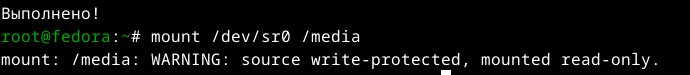 Выполнено!
root@fedora:~# mount /dev/sr0 /media
mount: /media: WARNING: source write-protected, mounted read-only.